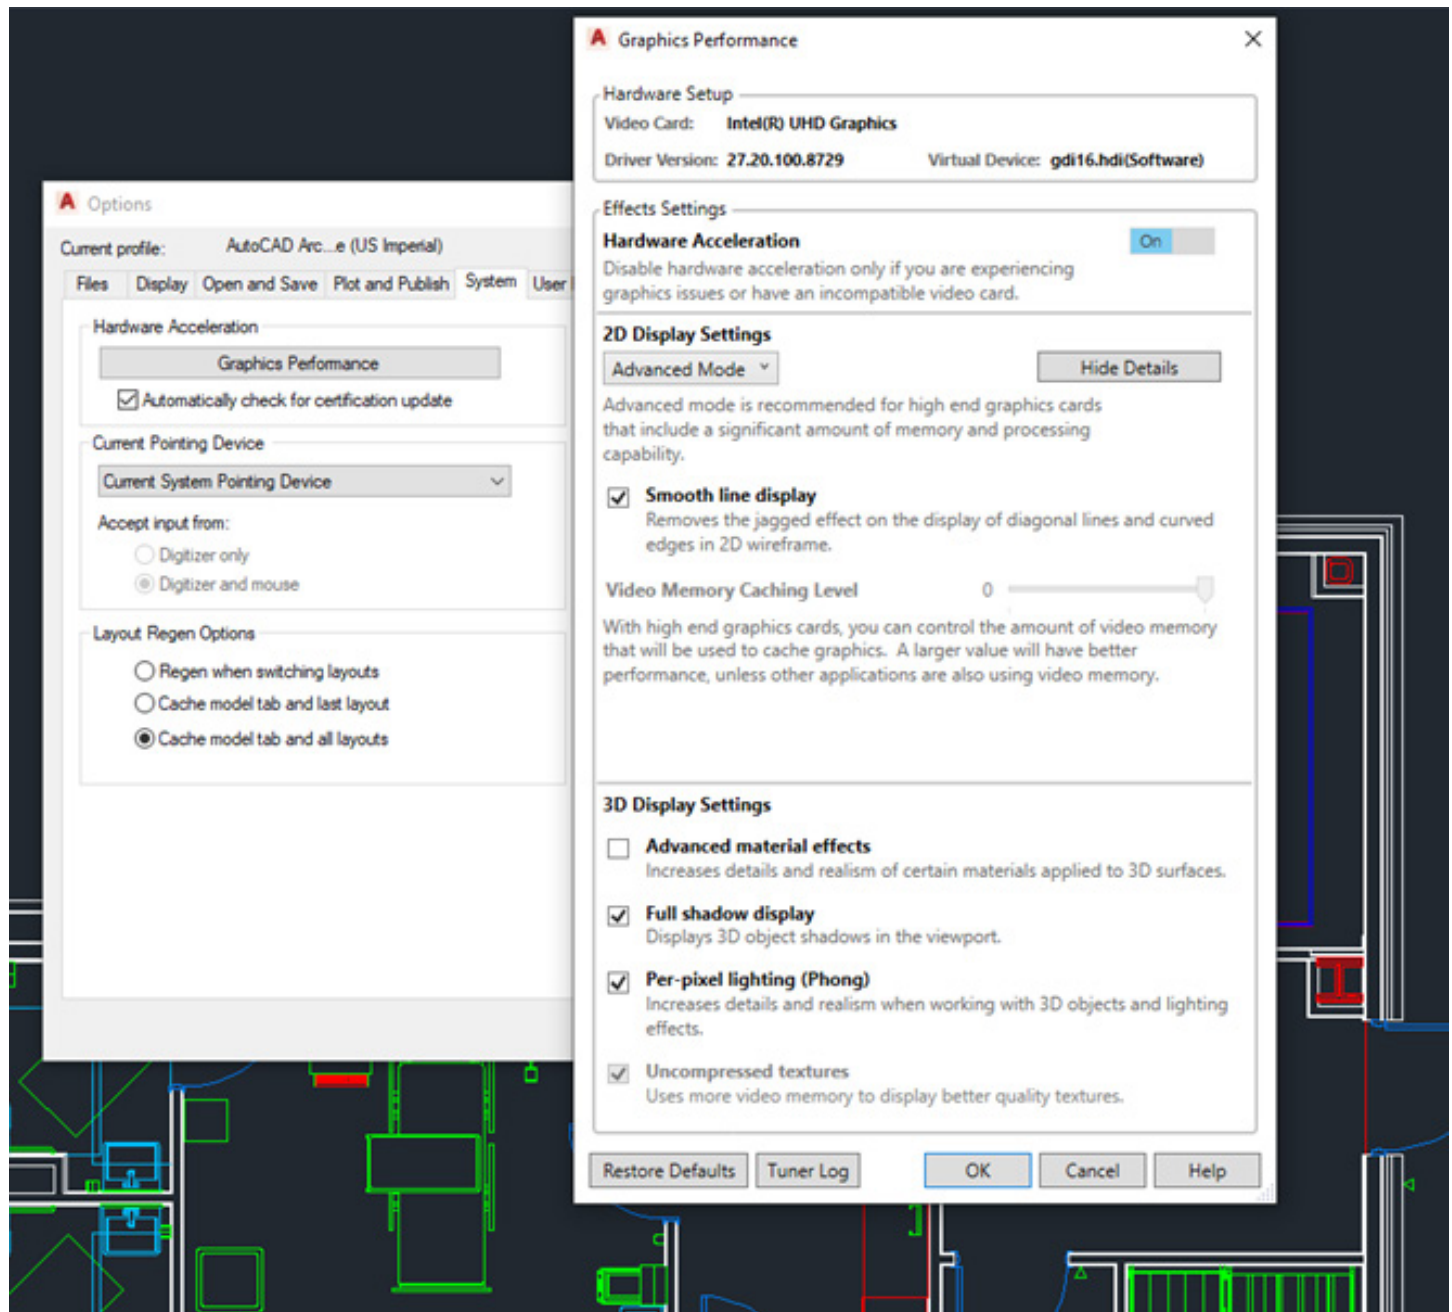 Options
Current profile: AutoCAD Arc...e (US Imperial)
Files Display Open and Save Plot and Publish System User
Hardware Acceleration
Graphics Performance
Automatically check for certification update
Current Pointing Device
Current System Pointing Device
Accept input from:
Digitizer only
Digitizer and mouse
Layout Regen Options
Regen when switching layouts
Cache model tab and last layout
Cache model tab and all layouts
Graphics Performance
Hardware Setup
Video Card: Intel(R) UHD Graphics
Driver Version: 27.20.100.8729 Virtual Device: gdi16.hdi(Software)
Effects Settings
Hardware Acceleration On
Disable hardware acceleration only if you are experiencing
graphics issues or have an incompatible video card.
2D Display Settings
Advanced Mode Hide Details
Advanced mode is recommended for high end graphics cards
that include a significant amount of memory and processing
capability.
Smooth line display
Removes the jagged effect on the display of diagonal lines and curved
edges in 2D wireframe.
Video Memory Caching Level 0
With high end graphics cards, you can control the amount of video memory
that will be used to cache graphics. A larger value will have better
performance, unless other applications are also using video memory.
3D Display Settings
Advanced material effects
Increases details and realism of certain materials applied to 3D surfaces.
Full shadow display
Displays 3D object shadows in the viewport.
Per-pixel lighting (Phong)
Increases details and realism when working with 3D objects and lighting
effects.
Uncompressed textures
Uses more video memory to display better quality textures.
Restore Defaults Tuner Log OK Cancel Help